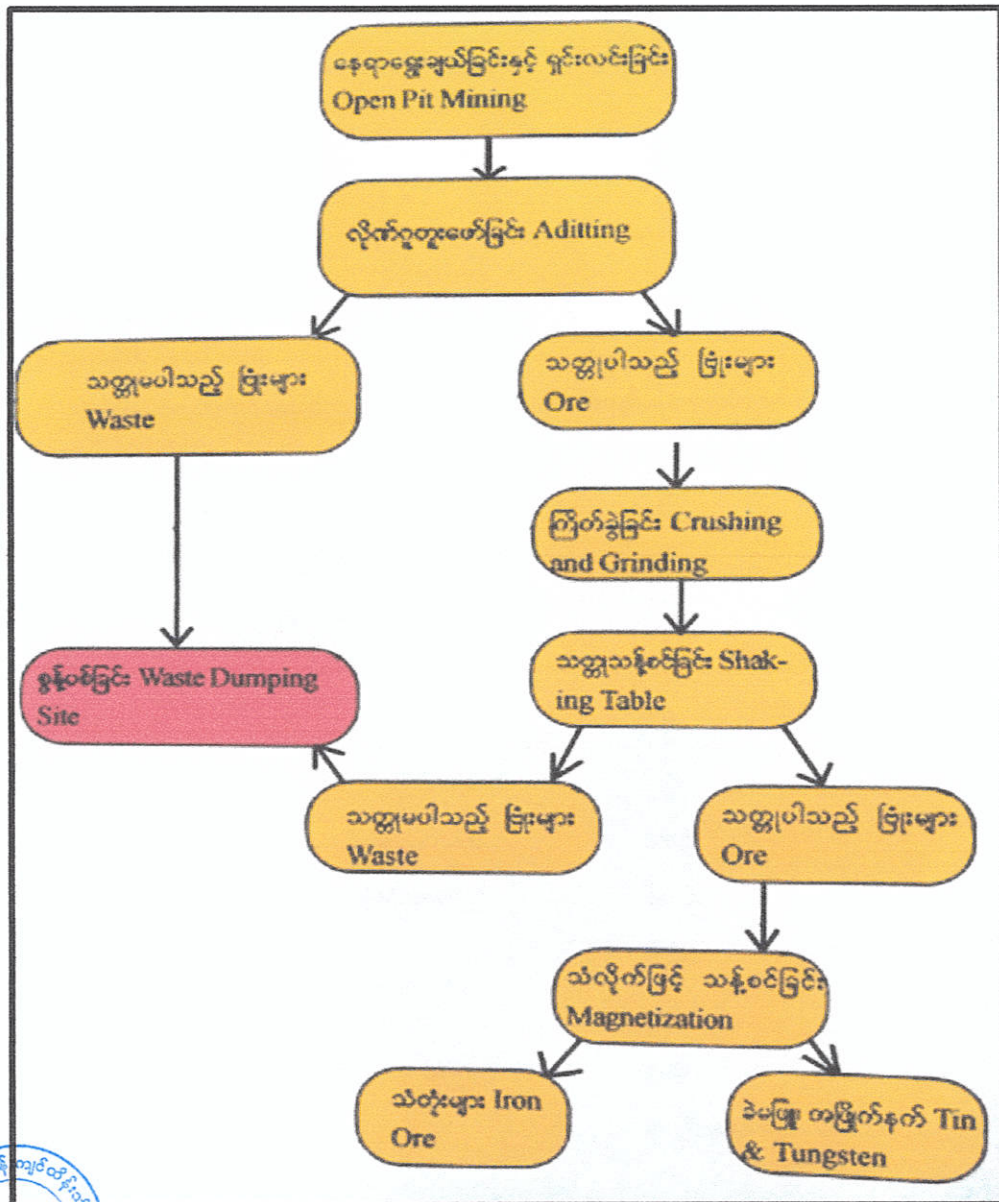 နေရာရွေးချယ်ခြင်းနှင့် ရှင်းလင်းခြင်း
Open Pit Mining
လိုဏ်ဂူတူးဖော်ခြင်း Aditting
သတ္တုမပါသည့် ဗြုံးများ
Waste
သတ္တုပါသည့် ဗြုံးများ
Ore
ကြိတ်ခွဲခြင်း Crushing
and Grinding
စွန့်ပစ်ခြင်း Waste Dumping
Site
သတ္တုသန့်စင်ခြင်း Shak-
ing Table
သတ္တုမပါသည့် ဗြုံးများ
Waste
သတ္တုပါသည့် ဗြုံးများ
Ore
သံလိုက်ဖြင့် သန့်စင်ခြင်း
Magnetization
သံတုံးများ Iron
Ore
ခဲမဖြူ၊ အဖြိုက်နက် Tin
& Tungsten